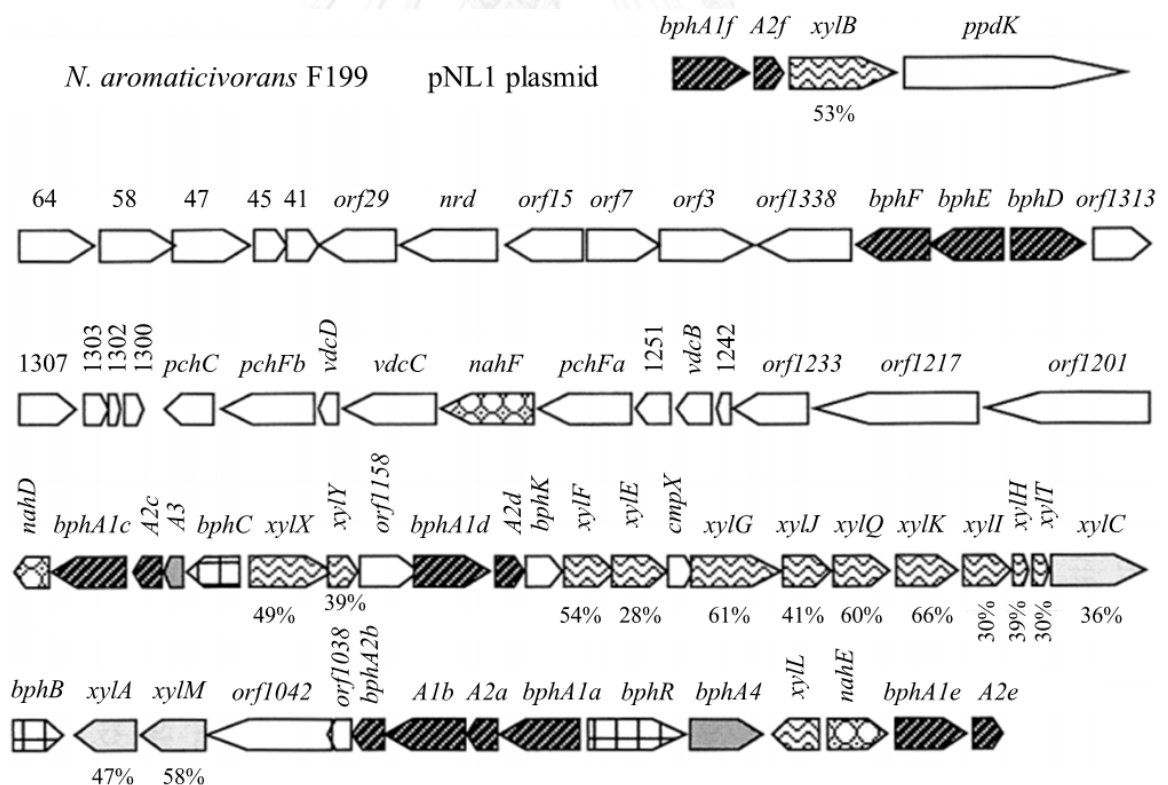 bphA1f A2f xylB ppdK
N. aromaticivorans F199 pNL1 plasmid
53%
64 58 47 45 41 orf29 nrd orf15 orf7 orf3 orf1338 bphF bphE bphD orf1313
1307 1303 1302 1300 pchC pchFb vdcD vdcC nahF pchFa 1251 vdcB 1242 orf1233 orf1217 orf1201
nahD bphA1c A2c A3 bphC xylX xylY orf1158 bphA1d A2d bphK xylF xylE cmpX xylG xylJ xylQ xylK xylI xylH xylT xylC
49% 39% 54% 28% 61% 41% 60% 66% 30% 39% 30% 36%
bphB xylA xylM orf1042 orf1038 bphA2b A1b A2a bphA1a bphR bphA4 xylL nahE bphA1e A2e
47% 58%